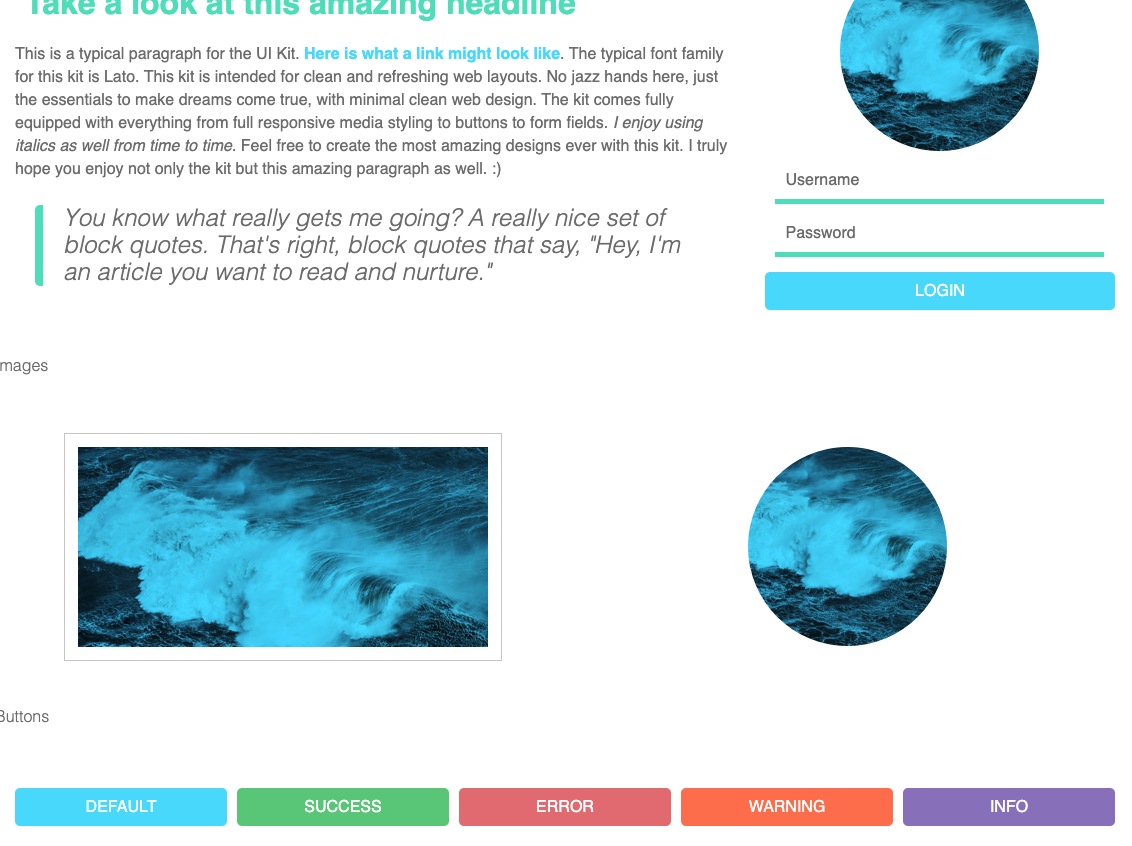 Take a look at this amazing headline
This is a typical paragraph for the UI Kit. Here is what a link might look like. The typical font family
for this kit is Lato. This kit is intended for clean and refreshing web layouts. No jazz hands here, just
the essentials to make dreams come true, with minimal clean web design. The kit comes fully
equipped with everything from full responsive media styling to buttons to form fields. I enjoy using
italics as well from time to time. Feel free to create the most amazing designs ever with this kit. I truly
hope you enjoy not only the kit but this amazing paragraph as well. :)
You know what really gets me going? A really nice set of
block quotes. That's right, block quotes that say, "Hey, I'm
an article you want to read and nurture."
Username
Password
LOGIN
mages
Buttons
DEFAULT
SUCCESS
ERROR
WARNING
INFO